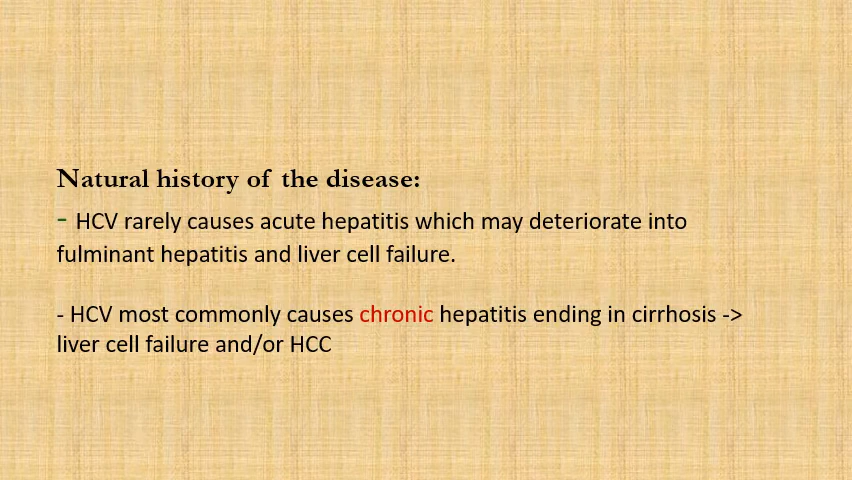 Natural history of the disease:
- HCV rarely causes acute hepatitis which may deteriorate into
fulminant hepatitis and liver cell failure.
- HCV most commonly causes chronic hepatitis ending in cirrhosis ->
liver cell failure and/or HCC